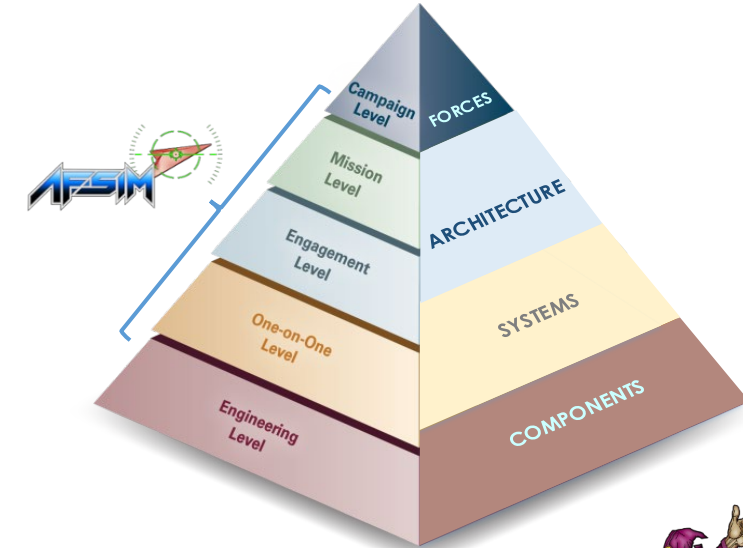 Campaign
Level
FORCES
Mission
Level
AFSIM
ARCHITECTURE
Engagement
Level
SYSTEMS
One-on-One
Level
COMPONENTS
Engineering
Level